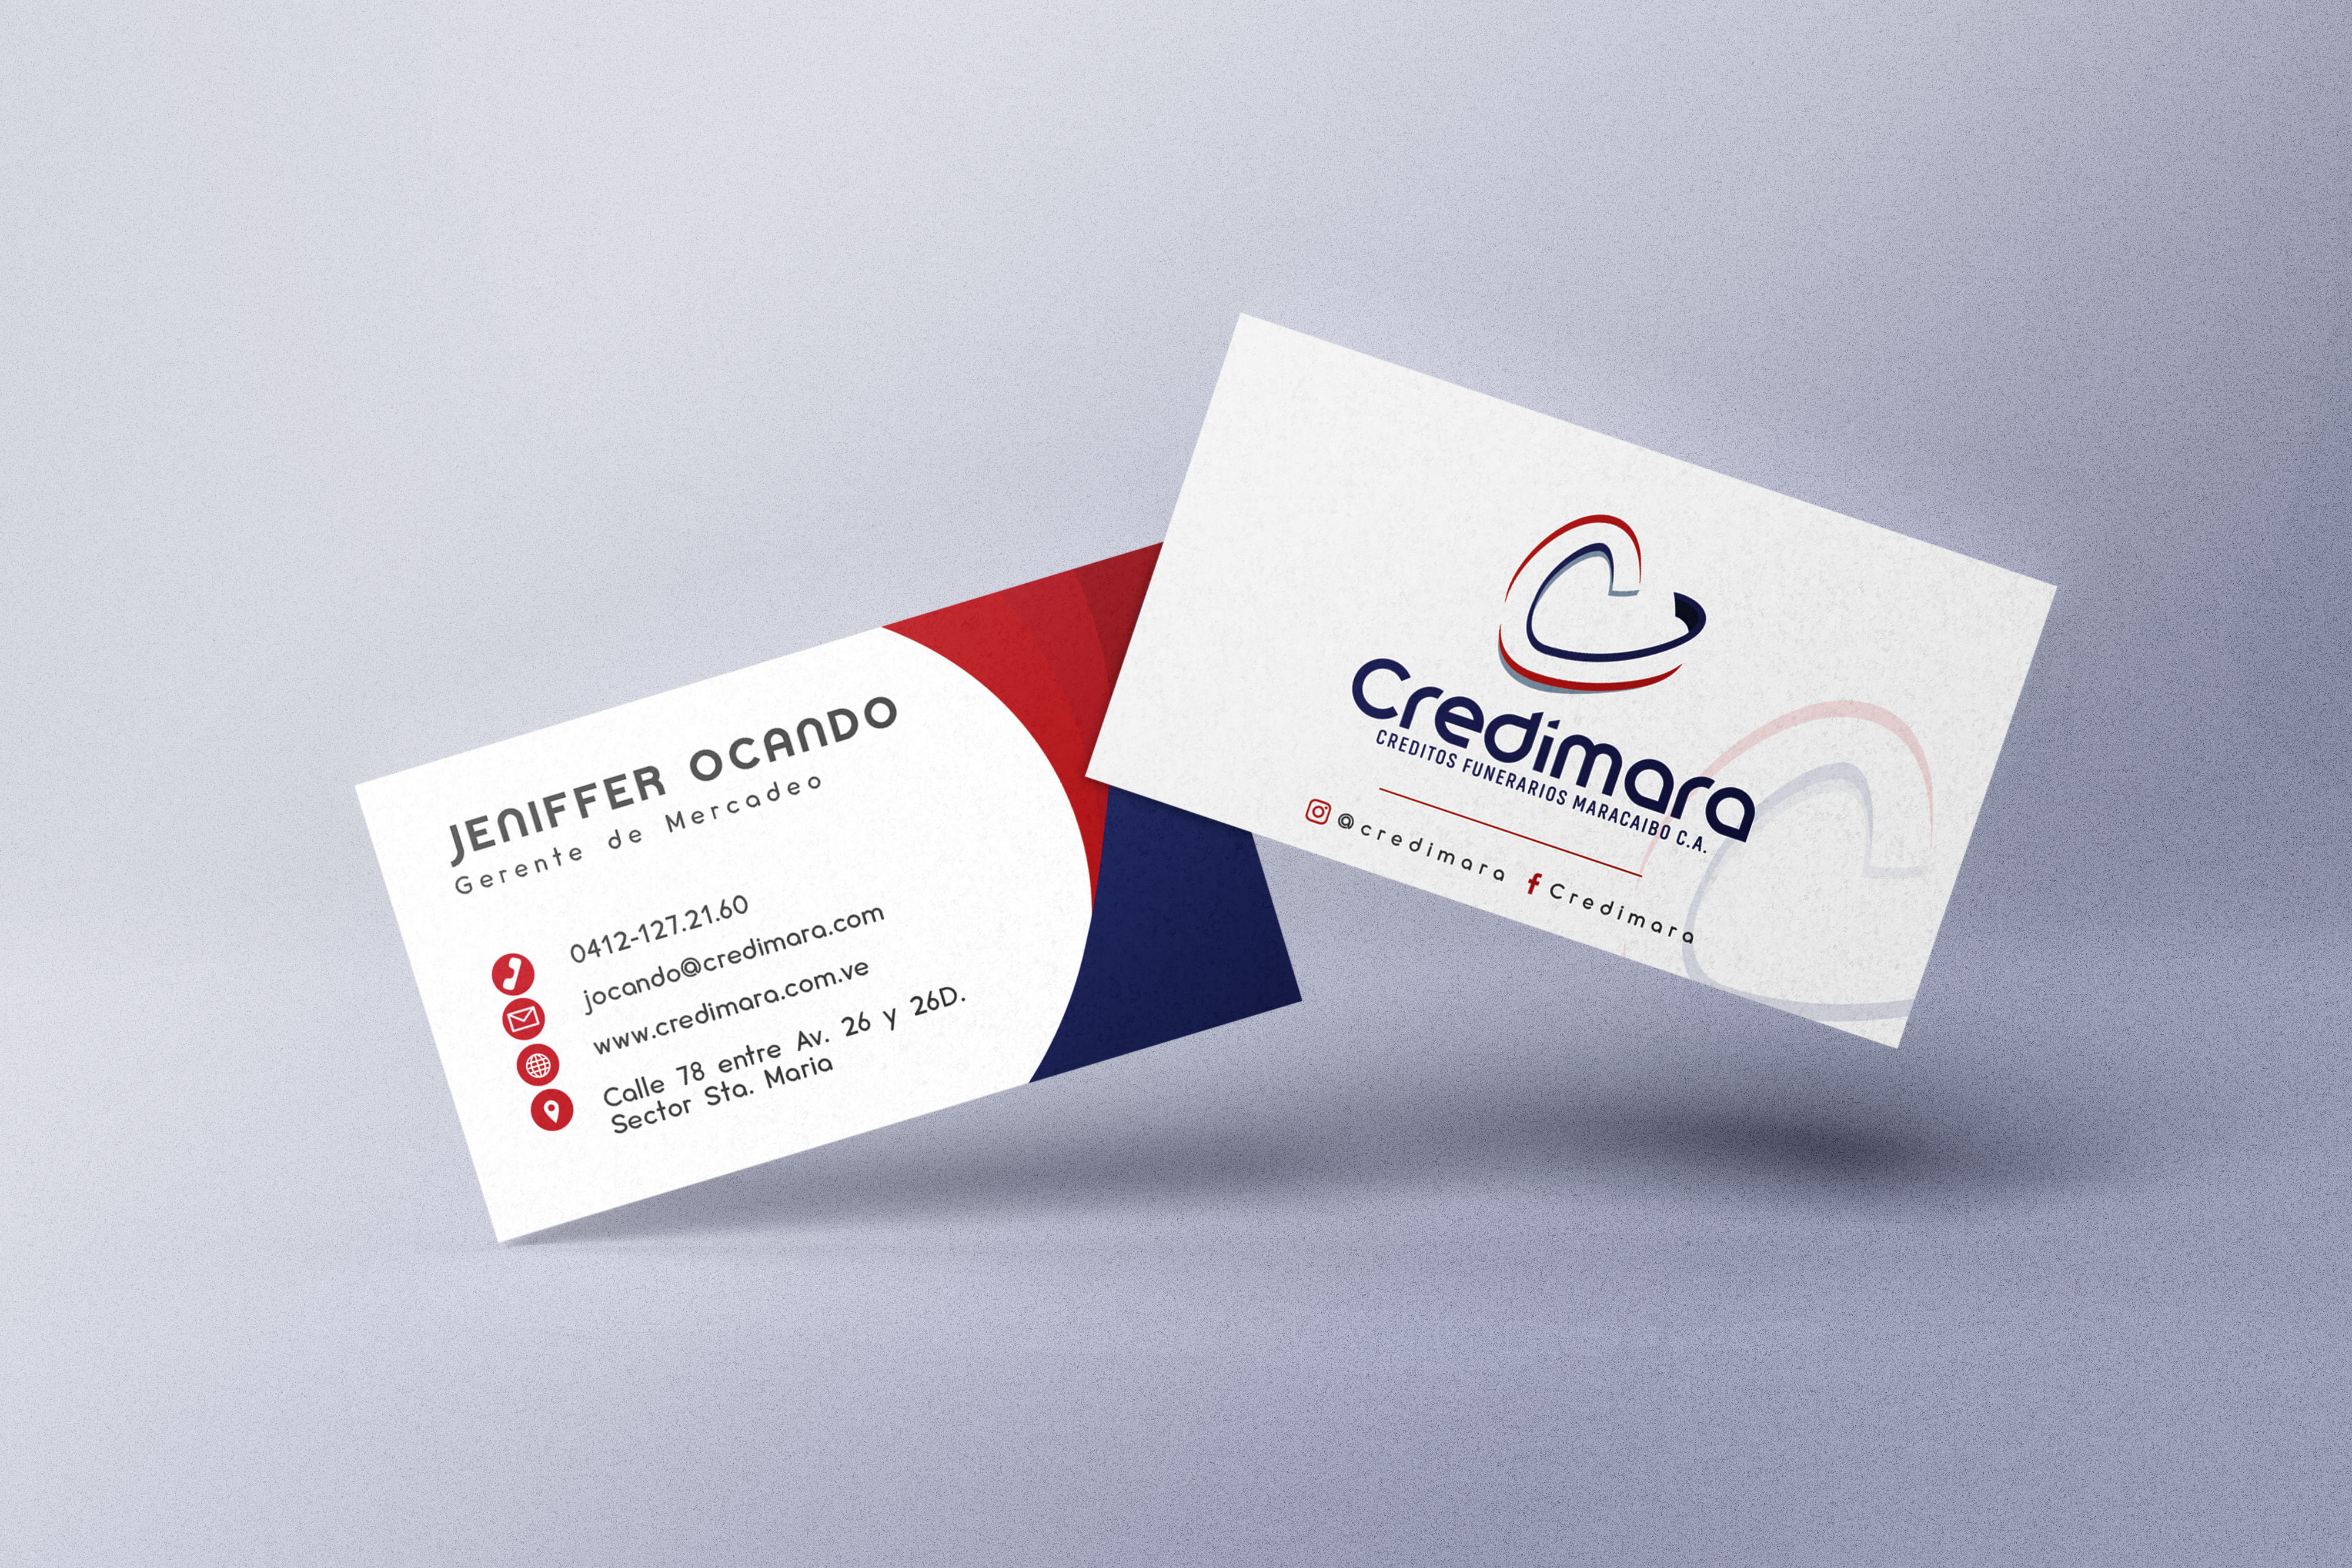 JENIFFER OCANDO
Gerente de Mercadeo
0412-127.21.60
jocando@credimara.com
www.credimara.com.ve
Calle 78 entre Av. 26 y 26D.
Sector Sta. Maria
Credimara
CREDITOS FUNERARIOS MARACAIBO C.A.
@credimara f Credimara